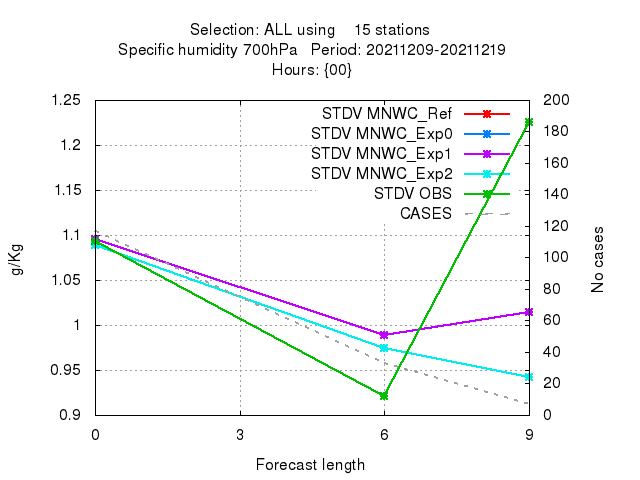 Selection: ALL using 15 stations
Specific humidity 700hPa Period: 20211209-20211219
Hours: {00}
1.25
1.2
1.15
1.1
1.05
1
0.95
0.9
g/Kg
STDV MNWC_Ref
STDV MNWC_Exp0
STDV MNWC_Exp1
STDV MNWC_Exp2
STDV OBS
CASES
200
180
160
140
120
100
80
60
40
20
0
No cases
0 3 6 9
Forecast length